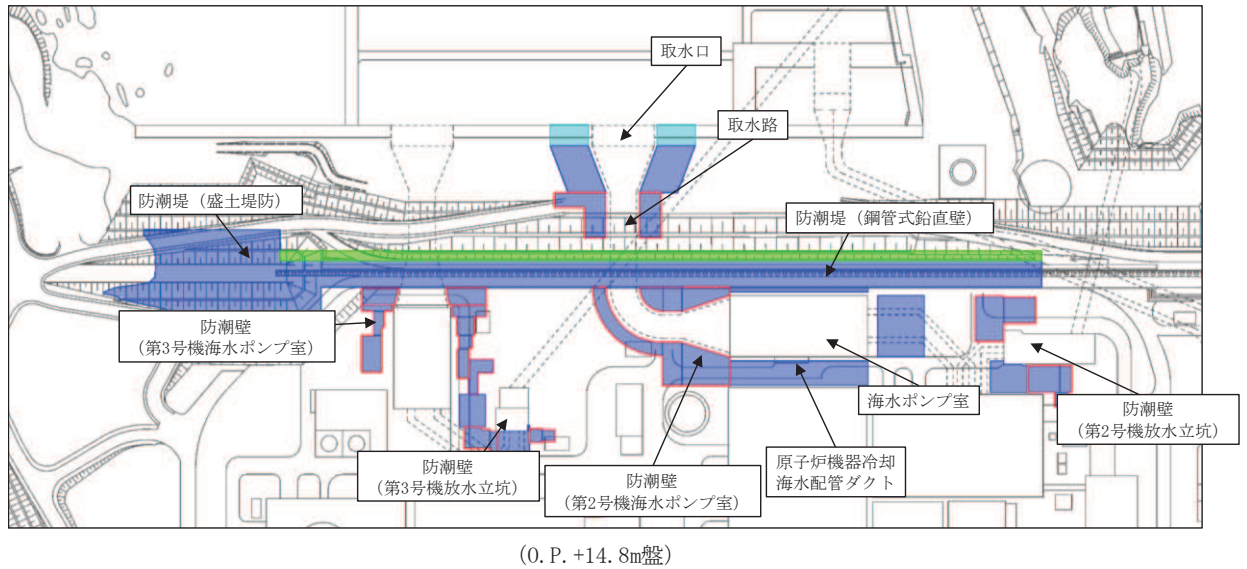 取水口
取水路
防潮堤（盛土堤防）
防潮堤（鋼管式鉛直壁）
防潮壁
（第3号機海水ポンプ室）
海水ポンプ室
防潮壁
（第2号機放水立坑）
防潮壁
（第3号機放水立坑）
防潮壁
（第2号機海水ポンプ室）
原子炉機器冷却
海水配管ダクト
(O.P.+14.8m盤)